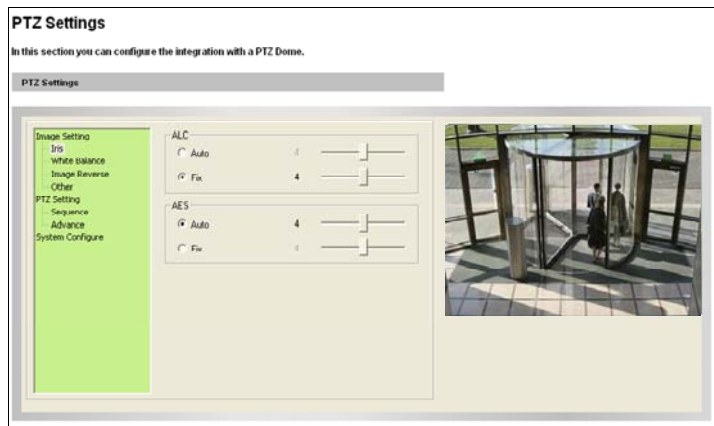 PTZ Settings
In this section you can configure the integration with a PTZ Dome.
PTZ Settings
Image Setting
Iris
White Balance
Image Reverse
Other
PTZ Setting
Sequence
Advance
System Configure
ALC
Auto 4
Fix 4
AES
Auto 4
Fix 4